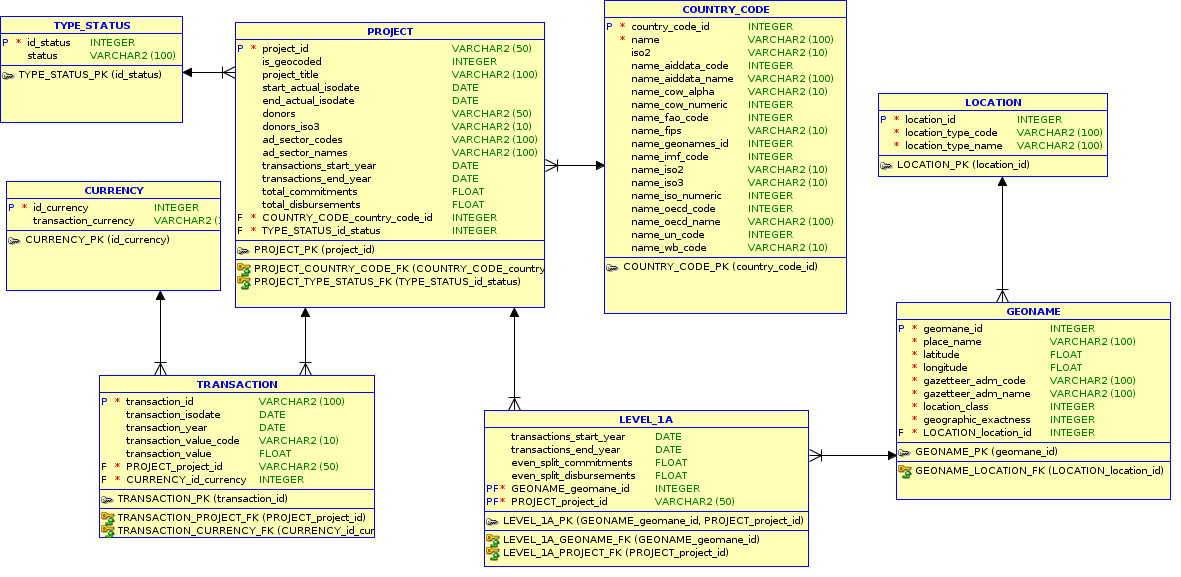 TYPE_STATUS
P * id_status INTEGER
status VARCHAR2 (100)
TYPE_STATUS_PK (id_status)
PROJECT
P * project_id VARCHAR2 (50)
is_geocoded INTEGER
project_title VARCHAR2 (100)
start_actual_isodate DATE
end_actual_isodate DATE
donors VARCHAR2 (50)
donors_iso3 VARCHAR2 (10)
ad_sector_codes VARCHAR2 (100)
ad_sector_names VARCHAR2 (100)
transactions_start_year DATE
transactions_end_year DATE
total_commitments FLOAT
total_disbursements FLOAT
F * COUNTRY_CODE_country_code_id INTEGER
F * TYPE_STATUS_id_status INTEGER
PROJECT_PK (project_id)
PROJECT_COUNTRY_CODE_FK (COUNTRY_CODE_country
PROJECT_TYPE_STATUS_FK (TYPE_STATUS_id_status)
COUNTRY_CODE
P * country_code_id INTEGER
* name VARCHAR2 (100)
iso2 VARCHAR2 (10)
name_aiddata_code INTEGER
name_aiddata_name VARCHAR2 (100)
name_cow_alpha VARCHAR2 (10)
name_cow_numeric INTEGER
name_fao_code INTEGER
name_fips VARCHAR2 (10)
name_geonames_id INTEGER
name_imf_code INTEGER
name_iso2 VARCHAR2 (10)
name_iso3 VARCHAR2 (10)
name_iso_numeric INTEGER
name_oecd_code INTEGER
name_oecd_name VARCHAR2 (100)
name_un_code INTEGER
name_wb_code VARCHAR2 (10)
COUNTRY_CODE_PK (country_code_id)
LOCATION
P * location_id INTEGER
* location_type_code VARCHAR2 (100)
* location_type_name VARCHAR2 (100)
LOCATION_PK (location_id)
CURRENCY
P * id_currency INTEGER
transaction_currency VARCHAR2 (
CURRENCY_PK (id_currency)
GEONAME
P * geomane_id INTEGER
* place_name VARCHAR2 (100)
* latitude FLOAT
* longitude FLOAT
* gazetteer_adm_code VARCHAR2 (100)
* gazetteer_adm_name VARCHAR2 (100)
* location_class INTEGER
* geographic_exactness INTEGER
F * LOCATION_location_id INTEGER
GEONAME_PK (geomane_id)
GEONAME_LOCATION_FK (LOCATION_location_id)
TRANSACTION
P * transaction_id VARCHAR2 (100)
transaction_isodate DATE
transaction_year DATE
transaction_value_code VARCHAR2 (10)
transaction_value FLOAT
F * PROJECT_project_id VARCHAR2 (50)
F * CURRENCY_id_currency INTEGER
TRANSACTION_PK (transaction_id)
TRANSACTION_PROJECT_FK (PROJECT_project_id)
TRANSACTION_CURRENCY_FK (CURRENCY_id_cur
LEVEL_1A
transactions_start_year DATE
transactions_end_year DATE
even_split_commitments FLOAT
even_split_disbursements FLOAT
PF* GEONAME_geomane_id INTEGER
PF* PROJECT_project_id VARCHAR2 (50)
LEVEL_1A_PK (GEONAME_geomane_id, PROJECT_project_id)
LEVEL_1A_GEONAME_FK (GEONAME_geomane_id)
LEVEL_1A_PROJECT_FK (PROJECT_project_id)